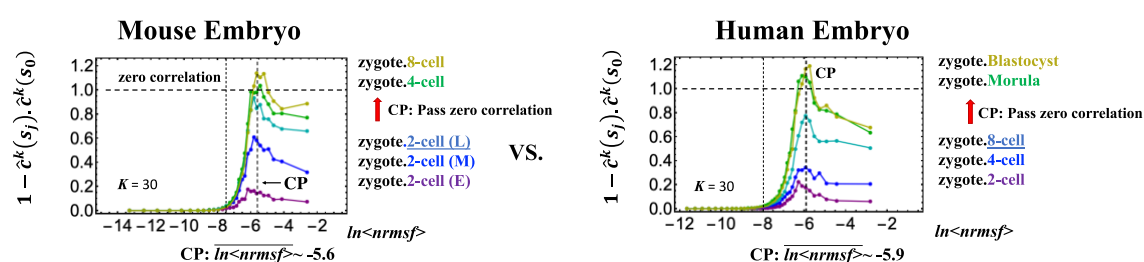 Mouse Embryo
1 − ĉᵏ(sⱼ).ĉᵏ(s₀)
1.2
1.0
0.8
0.6
0.4
0.2
0.0
zero correlation
K = 30
CP
−14 −12 −10 −8 −6 −4 −2
ln<nrmsf>
CP: \overline{ln<nrmsf>}~ -5.6
zygote.8-cell
zygote.4-cell
CP: Pass zero correlation
zygote.2-cell (L)
zygote.2-cell (M)
zygote.2-cell (E)
VS.
Human Embryo
1 − ĉᵏ(sⱼ).ĉᵏ(s₀)
1.2
1.0
0.8
0.6
0.4
0.2
0.0
CP
K = 30
−10 −8 −6 −4 −2
ln<nrmsf>
CP: \overline{ln<nrmsf>}~ -5.9
zygote.Blastocyst
zygote.Morula
CP: Pass zero correlation
zygote.8-cell
zygote.4-cell
zygote.2-cell